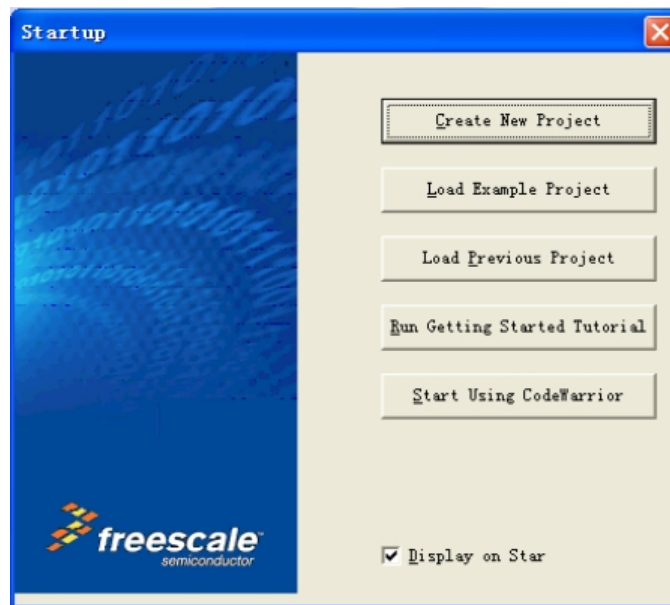 Startup
Create New Project
Load Example Project
Load Previous Project
Run Getting Started Tutorial
Start Using CodeWarrior
freescale™
semiconductor
Display on Star